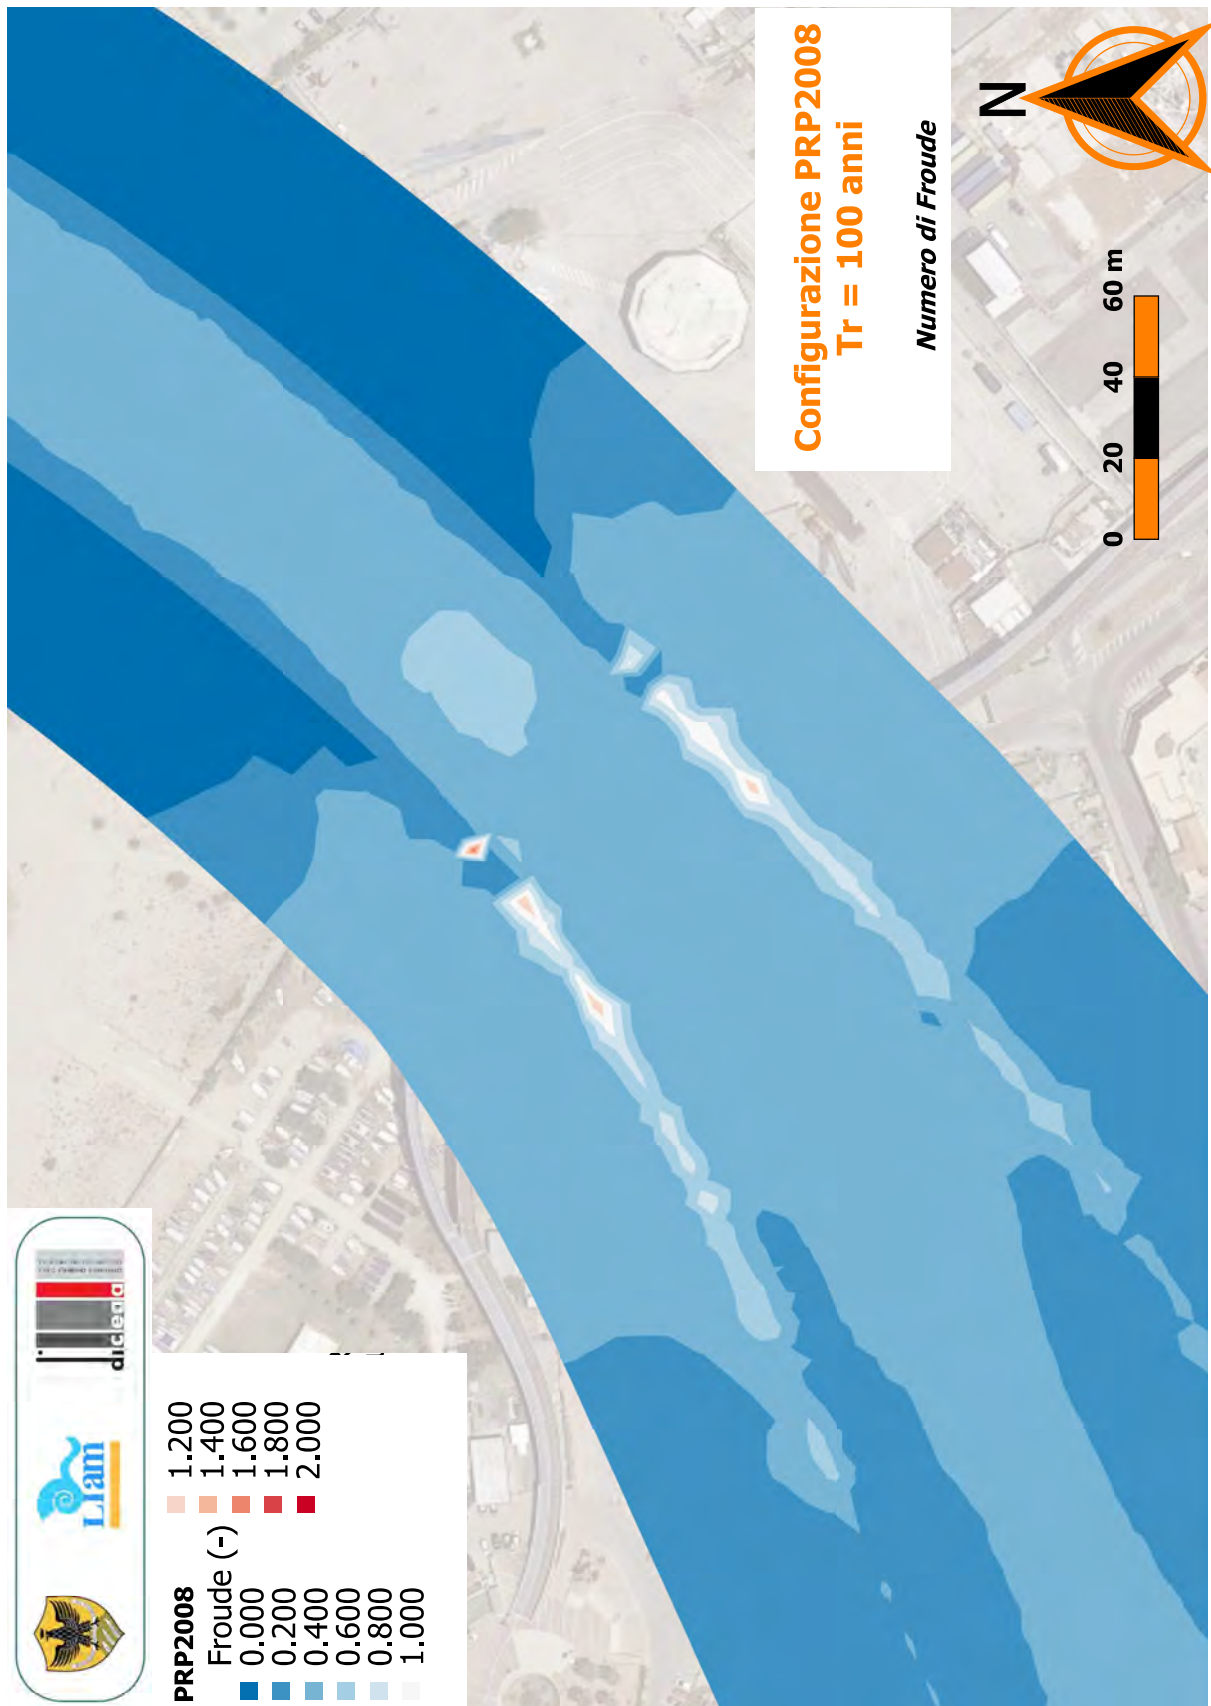 Configurazione PRP2008
Tr = 100 anni
Numero di Froude
N
0 20 40 60 m
LIam
dicea
PRP2008
Froude (-)
0.000
0.200
0.400
0.600
0.800
1.000
1.200
1.400
1.600
1.800
2.000